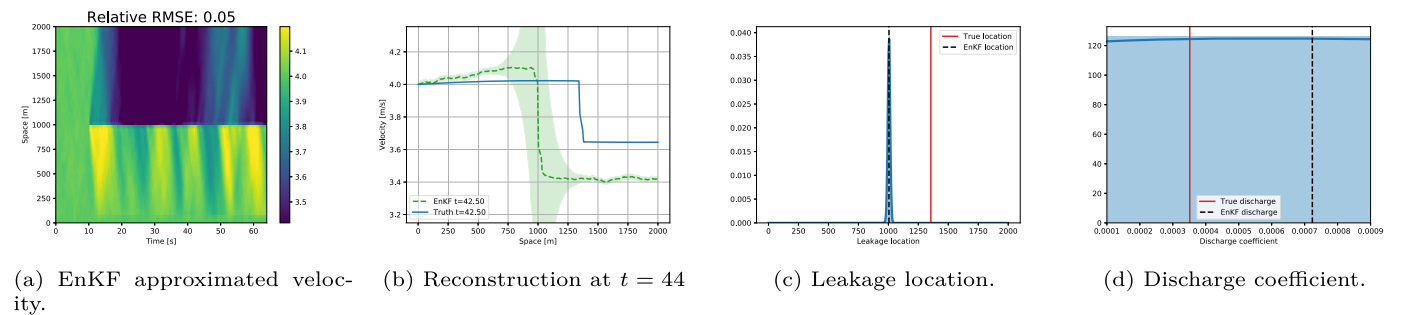 Relative RMSE: 0.05
2000
1750
1500
1250
1000
750
500
250
0
Space [m]
0 10 20 30 40 50 60
Time [s]
4.1
4.0
3.9
3.8
3.7
3.6
3.5
4.2
4.0
3.8
3.6
3.4
3.2
Velocity [m/s]
EnKF t=42.50
Truth t=42.50
0 250 500 750 1000 1250 1500 1750 2000
Space [m]
0.040
0.035
0.030
0.025
0.020
0.015
0.010
0.005
0.000
True location
EnKF location
0 250 500 750 1000 1250 1500 1750 2000
Leakage location
120
100
80
60
40
20
0
True discharge
EnKF discharge
0.0001 0.0002 0.0003 0.0004 0.0005 0.0006 0.0007 0.0008 0.0009
Discharge coefficient
(a) EnKF approximated veloc-
ity.
(b) Reconstruction at t = 44
(c) Leakage location.
(d) Discharge coefficient.